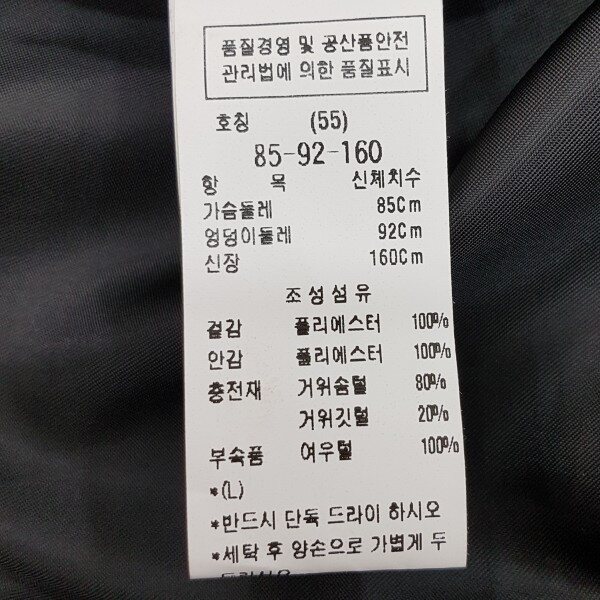 품질경영 및 공산품안전
관리법에 의한 품질표시
호칭 (55)
85-92-160
항 목 신체치수
가슴둘레 85Cm
엉덩이둘레 92Cm
신장 160Cm
조성섬유
겉감 폴리에스터 100%
안감 폴리에스터 100%
충전재 거위솜털 80%
거위깃털 20%
부속품 여우털 100%
*(L)
*반드시 단독 드라이 하시오
*세탁 후 양손으로 가볍게 두